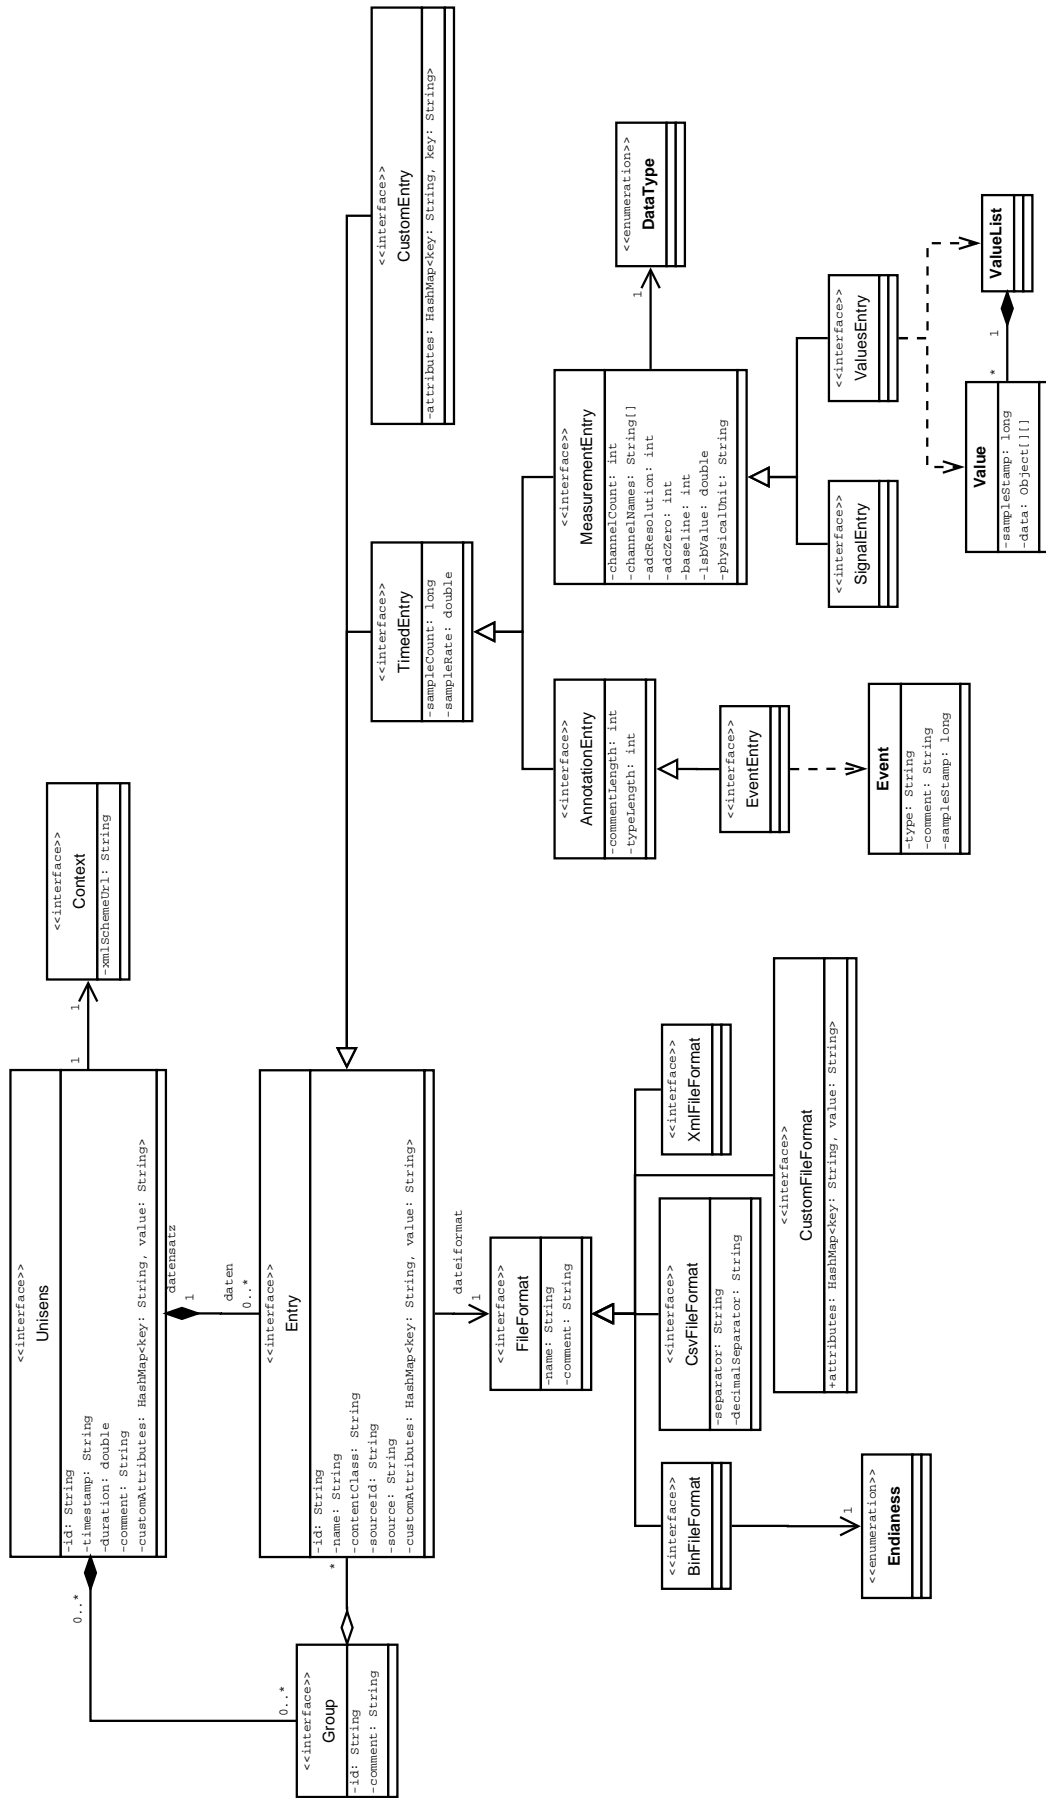 <<interface>>
Unisens
-id: String
-timestamp: String
-duration: double
-comment: String
-customAttributes: HashMap<key: String, value: String>
1
1
<<interface>>
Context
-xmlSchemeUrl: String
0..*
0..*
datensatz
1
daten
0..*
<<interface>>
Group
-id: String
-comment: String
*
<<interface>>
Entry
-id: String
-name: String
-contentClass: String
-sourceId: String
-source: String
-customAttributes: HashMap<key: String, value: String>
<<interface>>
CustomEntry
-attributes: HashMap<key: String, key: String>
<<interface>>
TimedEntry
-sampleCount: long
-sampleRate: double
dateiformat
1
<<interface>>
FileFormat
-name: String
-comment: String
<<interface>>
AnnotationEntry
-commentLength: int
-typeLength: int
<<interface>>
MeasurementEntry
-channelCount: int
-channelNames: String[]
-adcResolution: int
-adcZero: int
-baseline: int
-lsbValue: double
-physicalUnit: String
1
<<enumeration>>
DataType
<<interface>>
BinFileFormat
<<interface>>
CsvFileFormat
-separator: String
-decimalSeparator: String
<<interface>>
XmlFileFormat
<<interface>>
CustomFileFormat
+attributes: HashMap<key: String, value: String>
<<interface>>
EventEntry
<<interface>>
SignalEntry
<<interface>>
ValuesEntry
1
<<enumeration>>
Endianess
Event
-type: String
-comment: String
-sampleStamp: long
Value
-sampleStamp: long
-data: Object[][]
*
1
ValueList